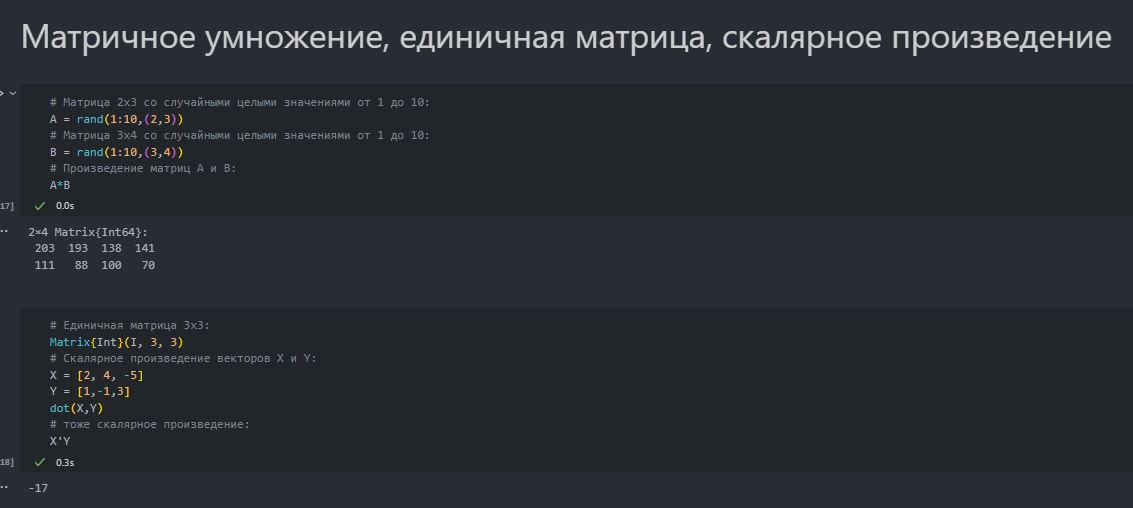 Матричное умножение, единичная матрица, скалярное произведение
# Матрица 2x3 со случайными целыми значениями от 1 до 10:
A = rand(1:10,(2,3))
# Матрица 3x4 со случайными целыми значениями от 1 до 10:
B = rand(1:10,(3,4))
# Произведение матриц A и B:
A*B
17]
0.0s
2×4 Matrix{Int64}:
203 193 138 141
111 88 100 70
# Единичная матрица 3x3:
Matrix{Int}(I, 3, 3)
# Скалярное произведение векторов X и Y:
X = [2, 4, -5]
Y = [1,-1,3]
dot(X,Y)
# тоже скалярное произведение:
X'Y
18]
0.3s
-17